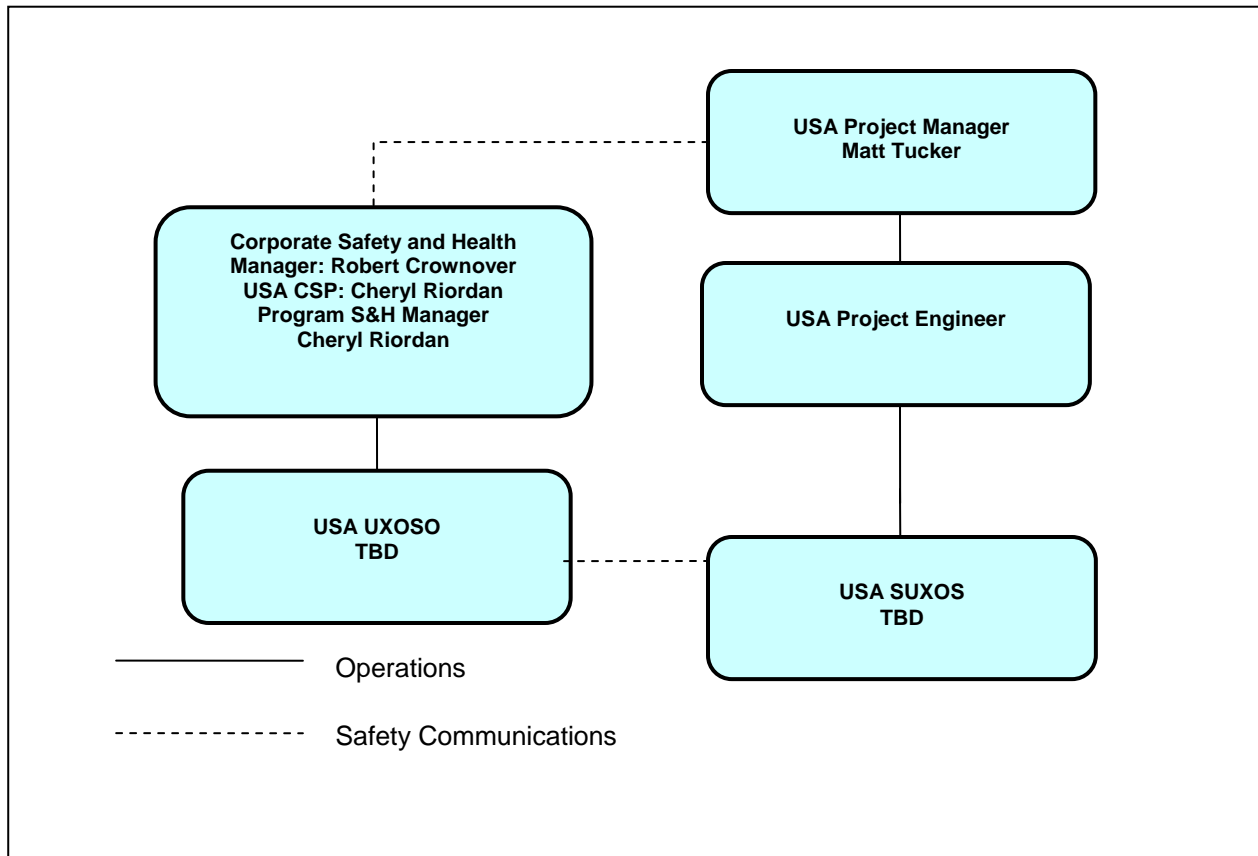 USA Project Manager
Matt Tucker
Corporate Safety and Health
Manager: Robert Crownover
USA CSP: Cheryl Riordan
Program S&H Manager
Cheryl Riordan
USA Project Engineer
USA UXOSO
TBD
USA SUXOS
TBD
Operations
Safety Communications